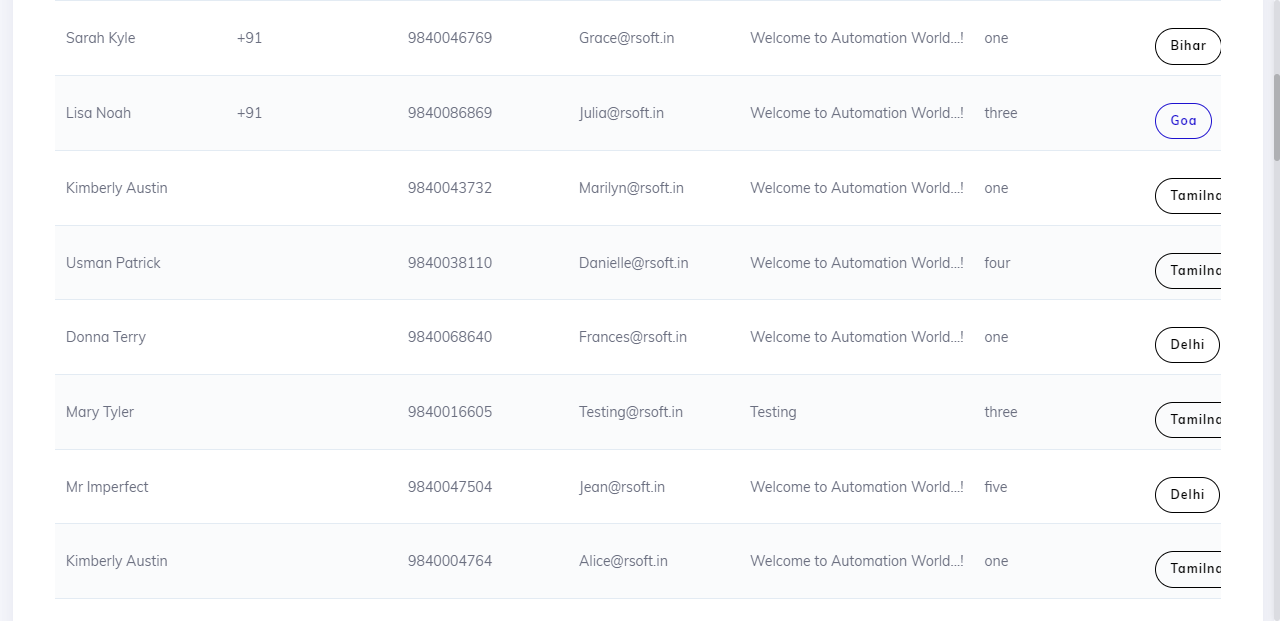 Sarah Kyle +91 9840046769 Grace@rsoft.in Welcome to Automation World...! one Bihar
Lisa Noah +91 9840086869 Julia@rsoft.in Welcome to Automation World...! three Goa
Kimberly Austin 9840043732 Marilyn@rsoft.in Welcome to Automation World...! one Tamilna
Usman Patrick 9840038110 Danielle@rsoft.in Welcome to Automation World...! four Tamilna
Donna Terry 9840068640 Frances@rsoft.in Welcome to Automation World...! one Delhi
Mary Tyler 9840016605 Testing@rsoft.in Testing three Tamilna
Mr Imperfect 9840047504 Jean@rsoft.in Welcome to Automation World...! five Delhi
Kimberly Austin 9840004764 Alice@rsoft.in Welcome to Automation World...! one Tamilna